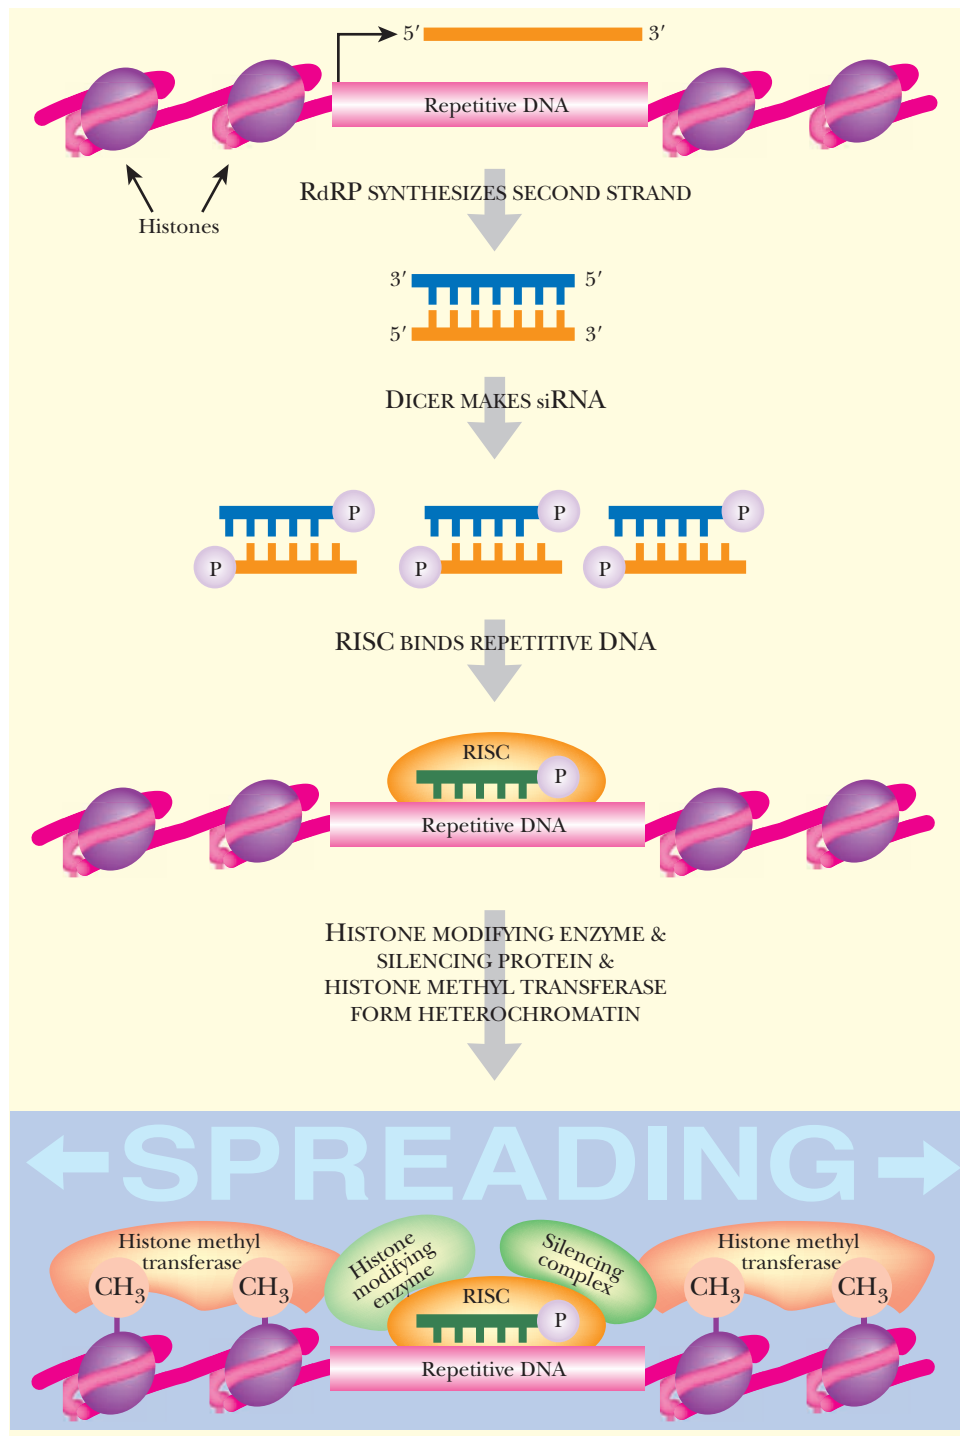 5′ 3′
Repetitive DNA
RdRP SYNTHESIZES SECOND STRAND
Histones
3′ 5′
5′ 3′
DICER MAKES siRNA
P P P
P P P
RISC BINDS REPETITIVE DNA
RISC
P
Repetitive DNA
HISTONE MODIFYING ENZYME &
SILENCING PROTEIN &
HISTONE METHYL TRANSFERASE
FORM HETEROCHROMATIN
SPREADING
Histone methyl
transferase
CH3 CH3
Histone
modifying
enzyme
Silencing
complex
Histone methyl
transferase
CH3 CH3
RISC
P
Repetitive DNA